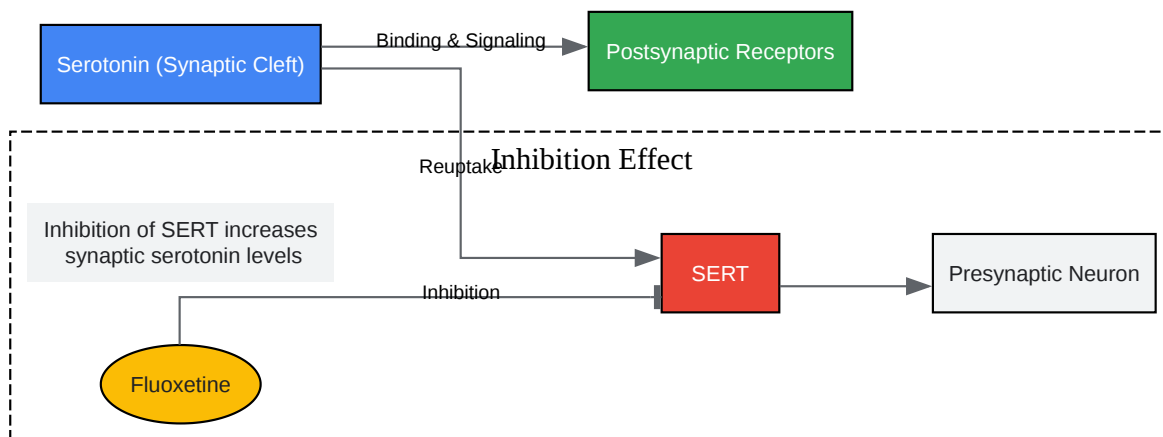 Serotonin (Synaptic Cleft)
Binding & Signaling
Postsynaptic Receptors
Inhibition Effect
Reuptake
Inhibition of SERT increases
synaptic serotonin levels
SERT
Presynaptic Neuron
Inhibition
Fluoxetine